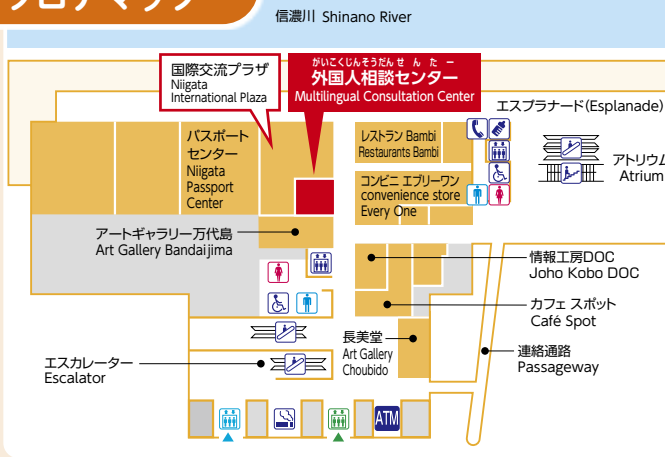 フロアマップ
信濃川 Shinano River
国際交流プラザ
Niigata
International Plaza
がいこくじんそうだんせんたー
外国人相談センター
Multilingual Consultation Center
エスプラナード(Esplanade)
パスポート
センター
Niigata
Passport
Center
レストラン Bambi
Restaurants Bambi
コンビニ エブリーワン
convenience store
Every One
アトリウム
Atrium
アートギャラリー万代島
Art Gallery Bandaijima
情報工房DOC
Joho Kobo DOC
カフェ スポット
Café Spot
長美堂
Art Gallery
Choubido
連絡通路
Passageway
エスカレーター
Escalator
ATM